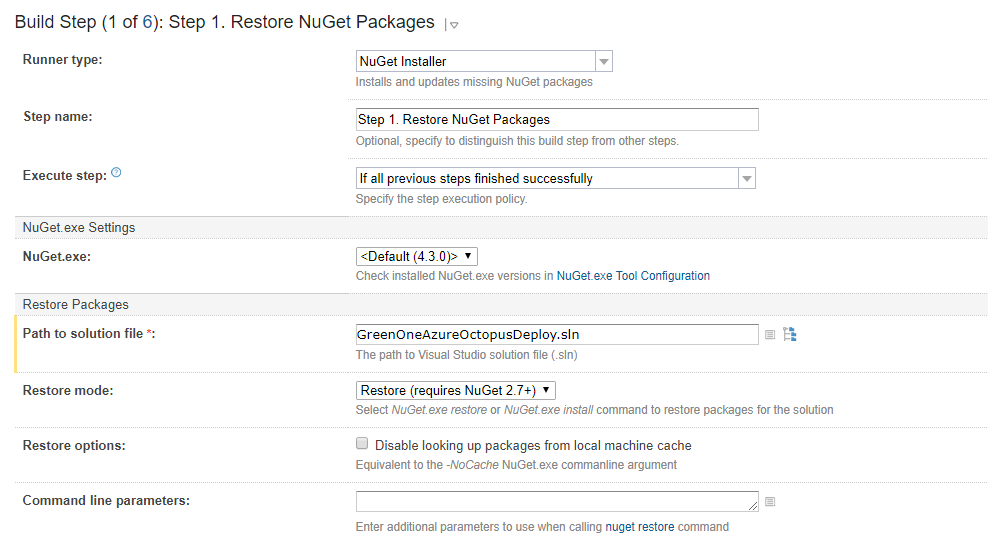 Build Step (1 of 6): Step 1. Restore NuGet Packages
Runner type:
NuGet Installer
Installs and updates missing NuGet packages
Step name:
Step 1. Restore NuGet Packages
Optional, specify to distinguish this build step from other steps.
Execute step: ?
If all previous steps finished successfully
Specify the step execution policy.
NuGet.exe Settings
NuGet.exe:
<Default (4.3.0)>
Check installed NuGet.exe versions in NuGet.exe Tool Configuration
Restore Packages
Path to solution file *:
GreenOneAzureOctopusDeploy.sln
The path to Visual Studio solution file (.sln)
Restore mode:
Restore (requires NuGet 2.7+)
Select NuGet.exe restore or NuGet.exe install command to restore packages for the solution
Restore options:
Disable looking up packages from local machine cache
Equivalent to the -NoCache NuGet.exe commanline argument
Command line parameters:
Enter additional parameters to use when calling nuget restore command